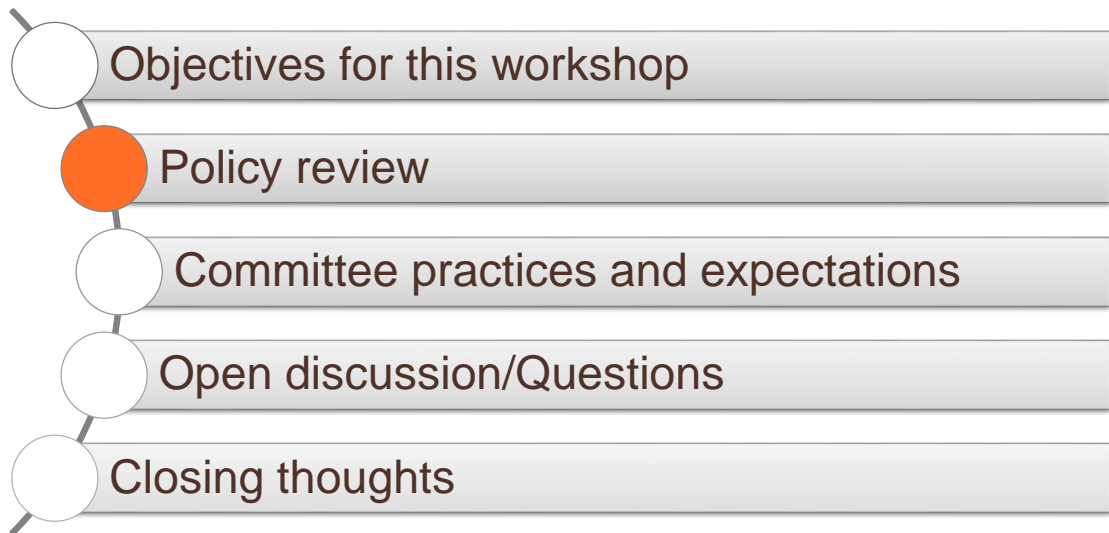 Objectives for this workshop
Policy review
Committee practices and expectations
Open discussion/Questions
Closing thoughts